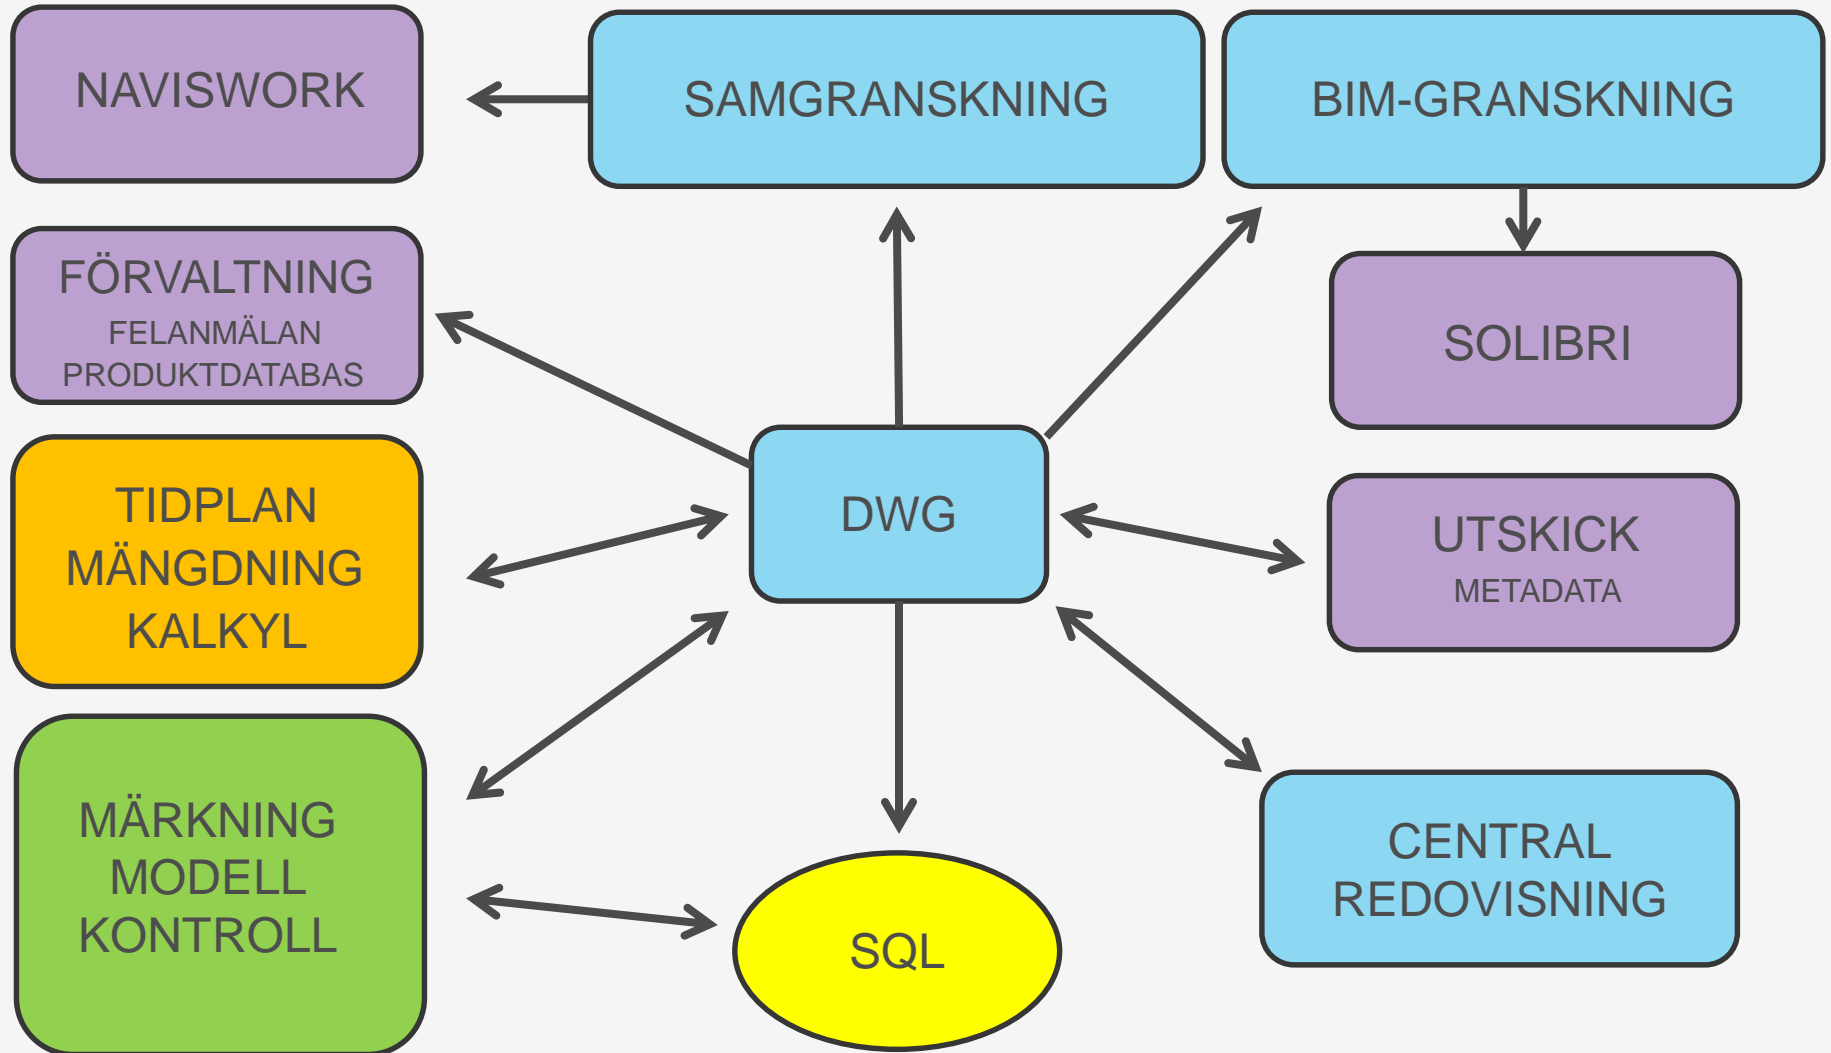 NAVISWORK
SAMGRANSKNING
BIM-GRANSKNING
FÖRVALTNING
FELANMÄLAN
PRODUKTDATABAS
SOLIBRI
TIDPLAN
MÄNGDNING
KALKYL
DWG
UTSKICK
METADATA
MÄRKNING
MODELL
KONTROLL
SQL
CENTRAL
REDOVISNING